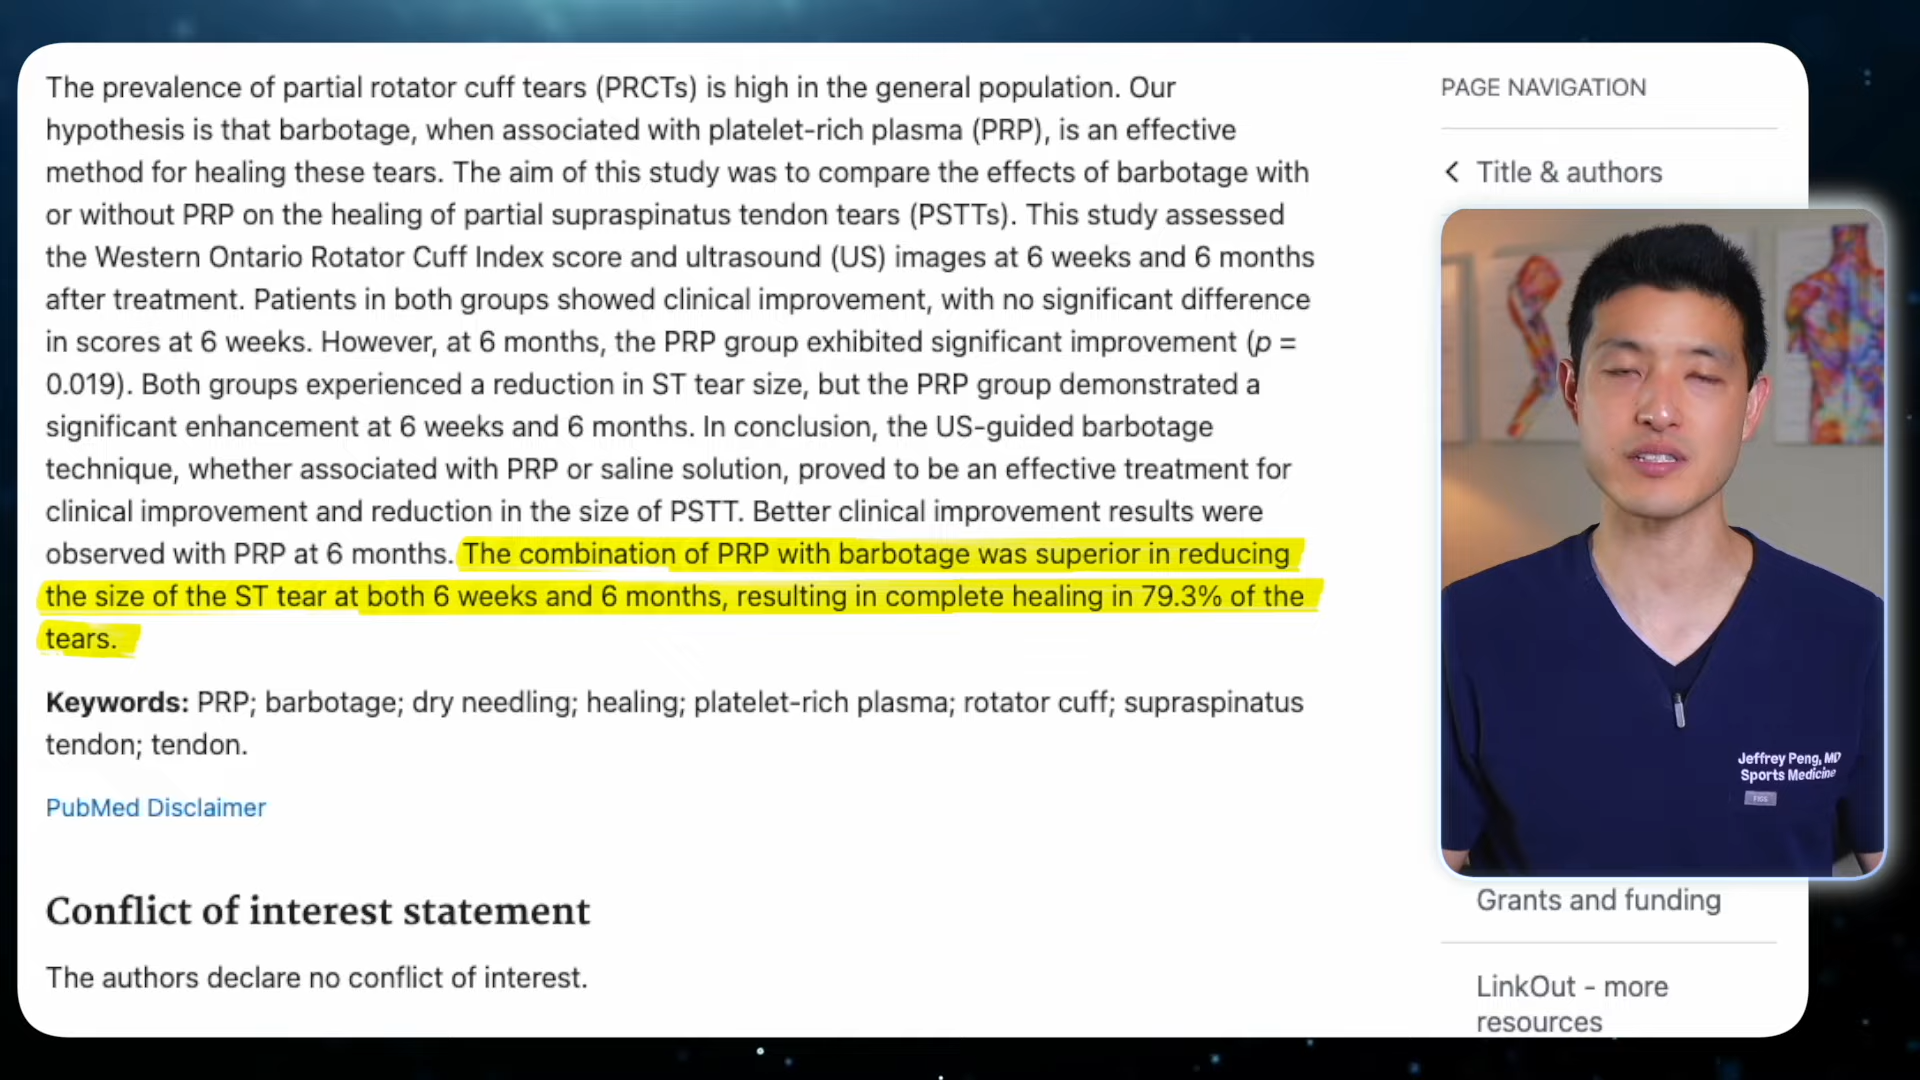 The prevalence of partial rotator cuff tears (PRCTs) is high in the general population. Our
hypothesis is that barbotage, when associated with platelet-rich plasma (PRP), is an effective
method for healing these tears. The aim of this study was to compare the effects of barbotage with
or without PRP on the healing of partial supraspinatus tendon tears (PSTTs). This study assessed
the Western Ontario Rotator Cuff Index score and ultrasound (US) images at 6 weeks and 6 months
after treatment. Patients in both groups showed clinical improvement, with no significant difference
in scores at 6 weeks. However, at 6 months, the PRP group exhibited significant improvement (p =
0.019). Both groups experienced a reduction in ST tear size, but the PRP group demonstrated a
significant enhancement at 6 weeks and 6 months. In conclusion, the US-guided barbotage
technique, whether associated with PRP or saline solution, proved to be an effective treatment for
clinical improvement and reduction in the size of PSTT. Better clinical improvement results were
observed with PRP at 6 months. The combination of PRP with barbotage was superior in reducing
the size of the ST tear at both 6 weeks and 6 months, resulting in complete healing in 79.3% of the
tears.
Keywords: PRP; barbotage; dry needling; healing; platelet-rich plasma; rotator cuff; supraspinatus
tendon; tendon.
PubMed Disclaimer
Conflict of interest statement
The authors declare no conflict of interest.
PAGE NAVIGATION
Title & authors
Jeffrey Peng, MD
Sports Medicine
FIGS
Grants and funding
LinkOut - more
resources